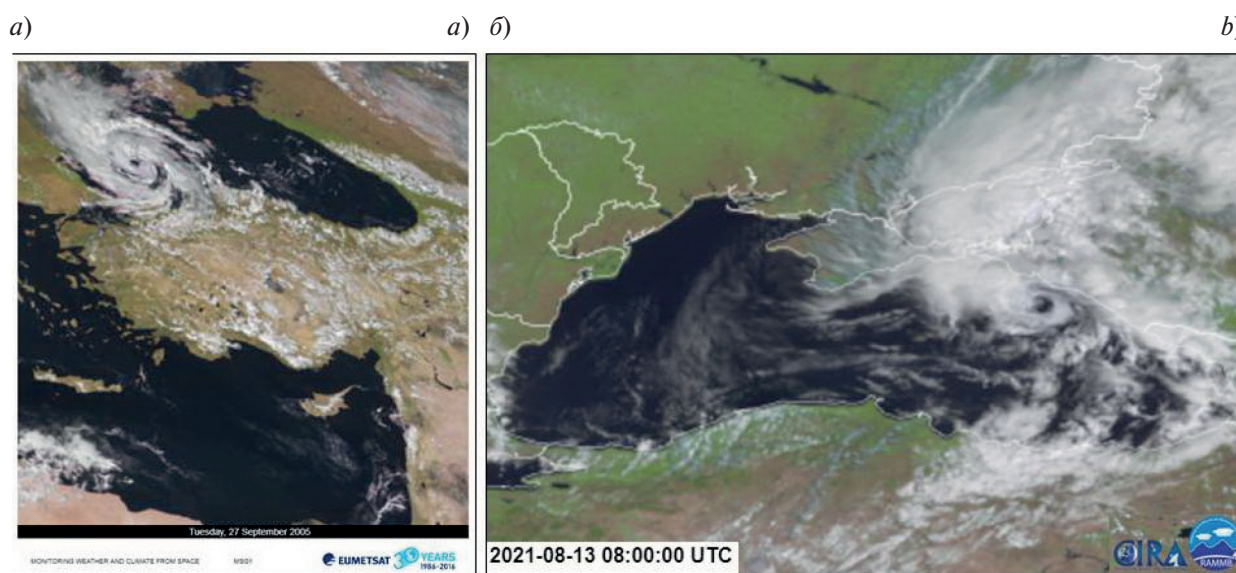 а) a) б) b)
Tuesday, 27 September 2005
MONITORING WEATHER AND CLIMATE FROM SPACE MSG1 EUMETSAT 30 YEARS
1986-2016
2021-08-13 08:00:00 UTC
CIRA
RAMMB